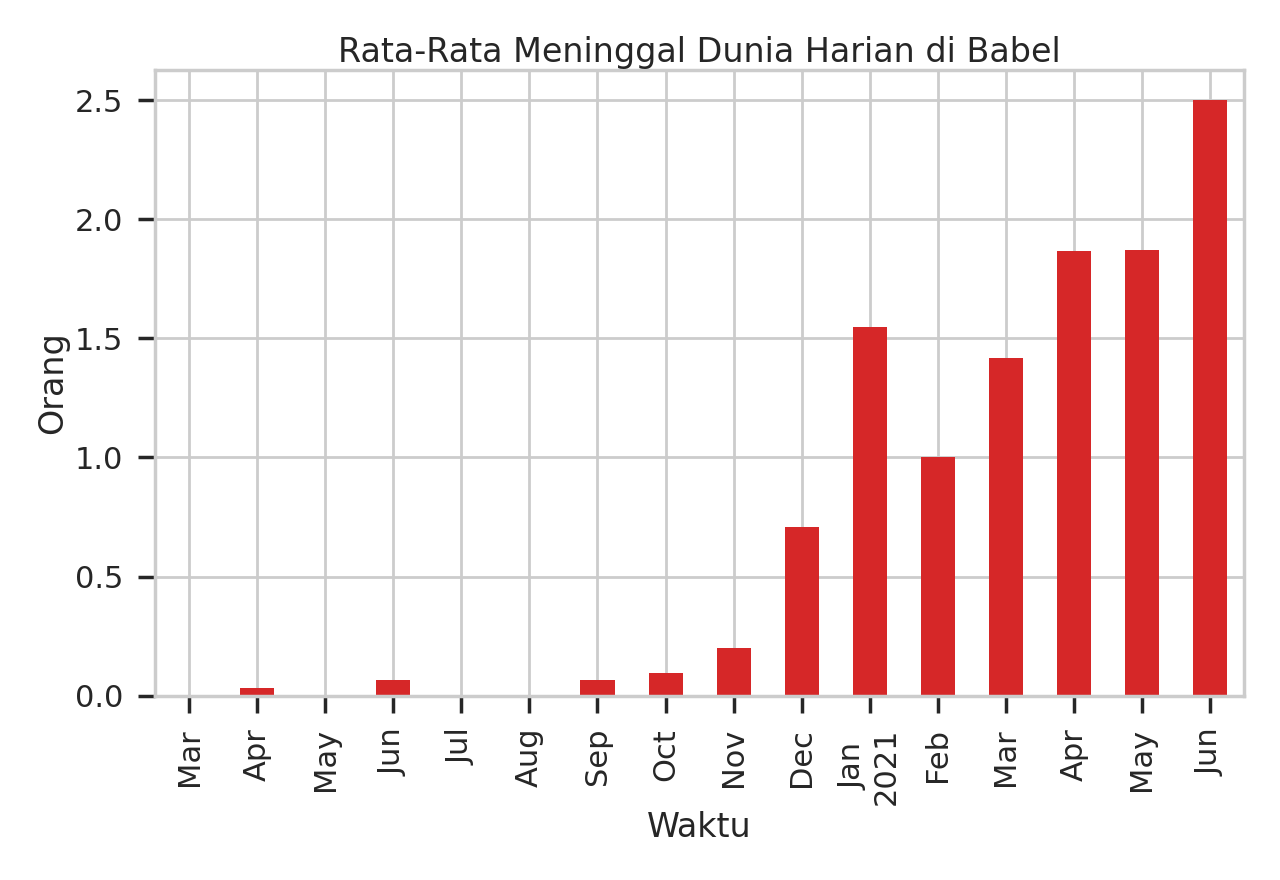 Rata-Rata Meninggal Dunia Harian di Babel
2.5
2.0
1.5
1.0
0.5
0.0
Orang
Mar
Apr
May
Jun
Jul
Aug
Sep
Oct
Nov
Dec
Jan
2021
Feb
Mar
Apr
May
Jun
Waktu